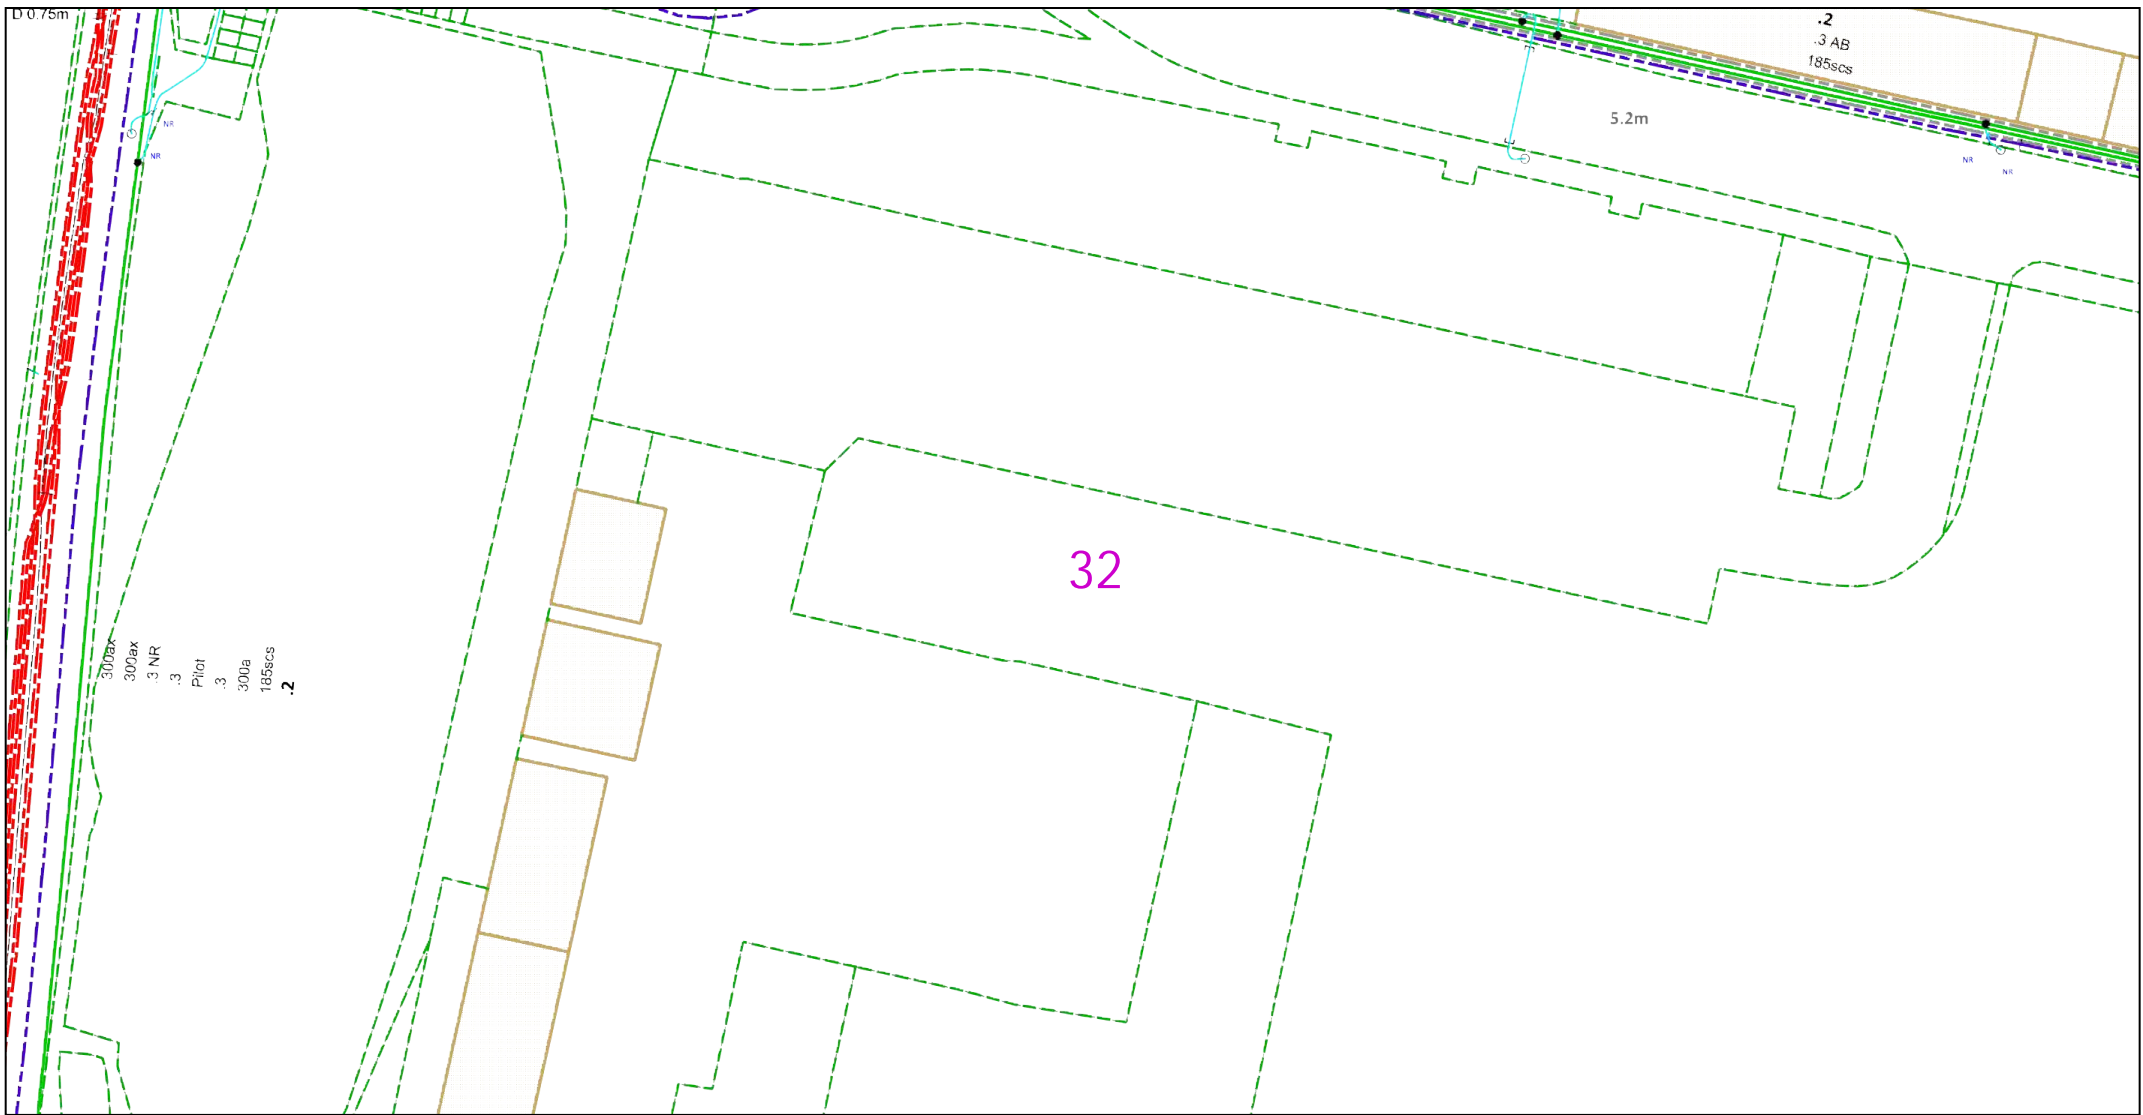 D 0.75m
.2
.3 AB
185scs
5.2m
NR
NR
NR
NR
32
300ax
300ax
.3 NR
.3
Pilot
.3
300a
185scs
.2